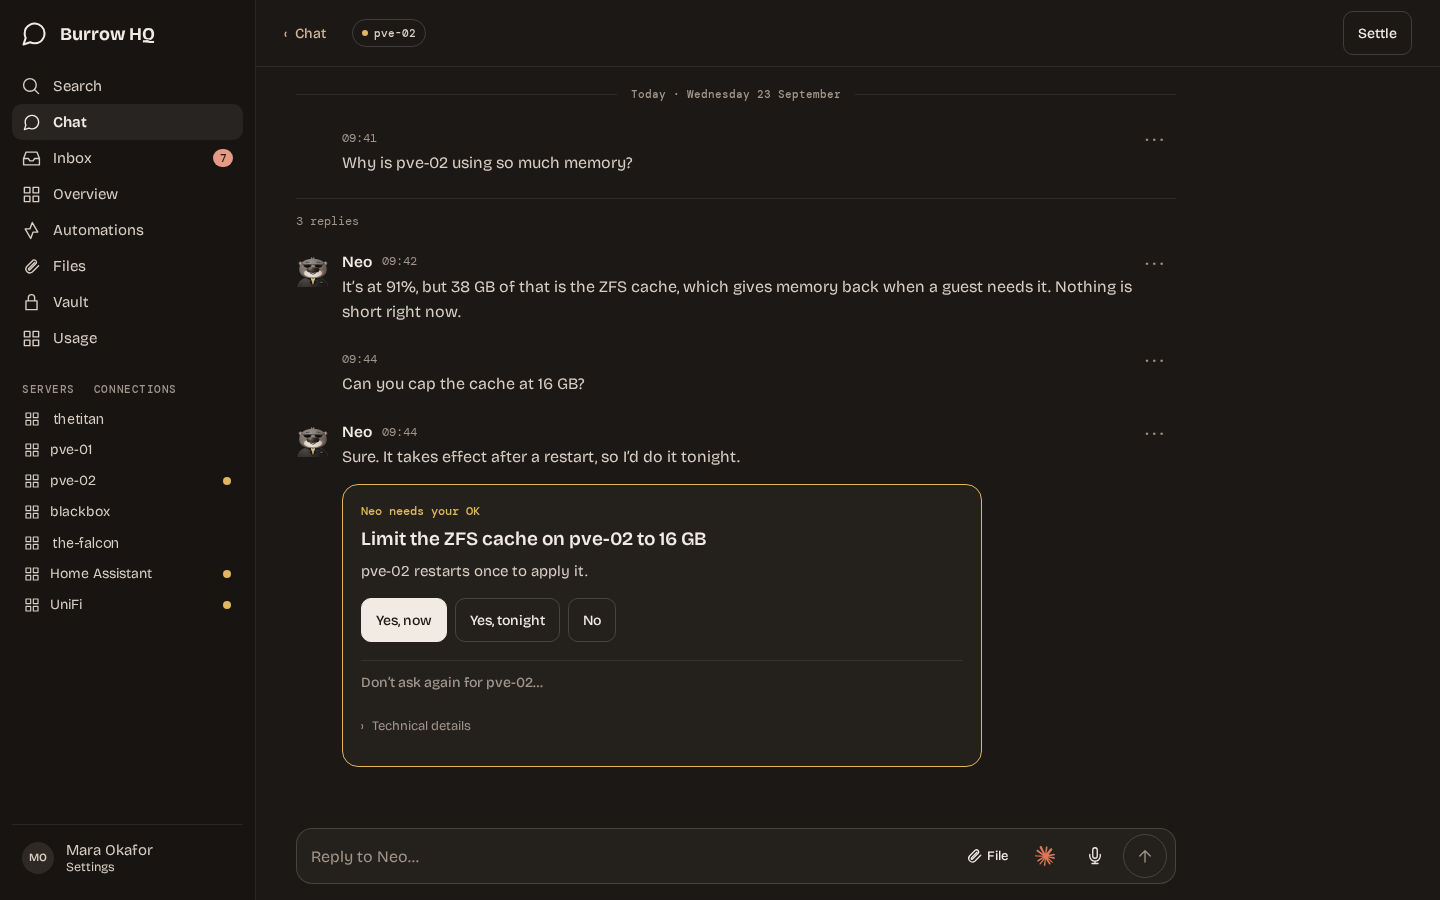 Burrow HQ
Search
Chat
Inbox 7
Overview
Automations
Files
Vault
Usage
SERVERS CONNECTIONS
thetitan
pve-01
pve-02
blackbox
the-falcon
Home Assistant
UniFi
MO
Mara Okafor
Settings
‹ Chat pve-02 Settle
Today · Wednesday 23 September
09:41
Why is pve-02 using so much memory?
3 replies
Neo 09:42
It's at 91%, but 38 GB of that is the ZFS cache, which gives memory back when a guest needs it. Nothing is
short right now.
09:44
Can you cap the cache at 16 GB?
Neo 09:44
Sure. It takes effect after a restart, so I'd do it tonight.
Neo needs your OK
Limit the ZFS cache on pve-02 to 16 GB
pve-02 restarts once to apply it.
Yes, now Yes, tonight No
Don't ask again for pve-02...
› Technical details
Reply to Neo... File